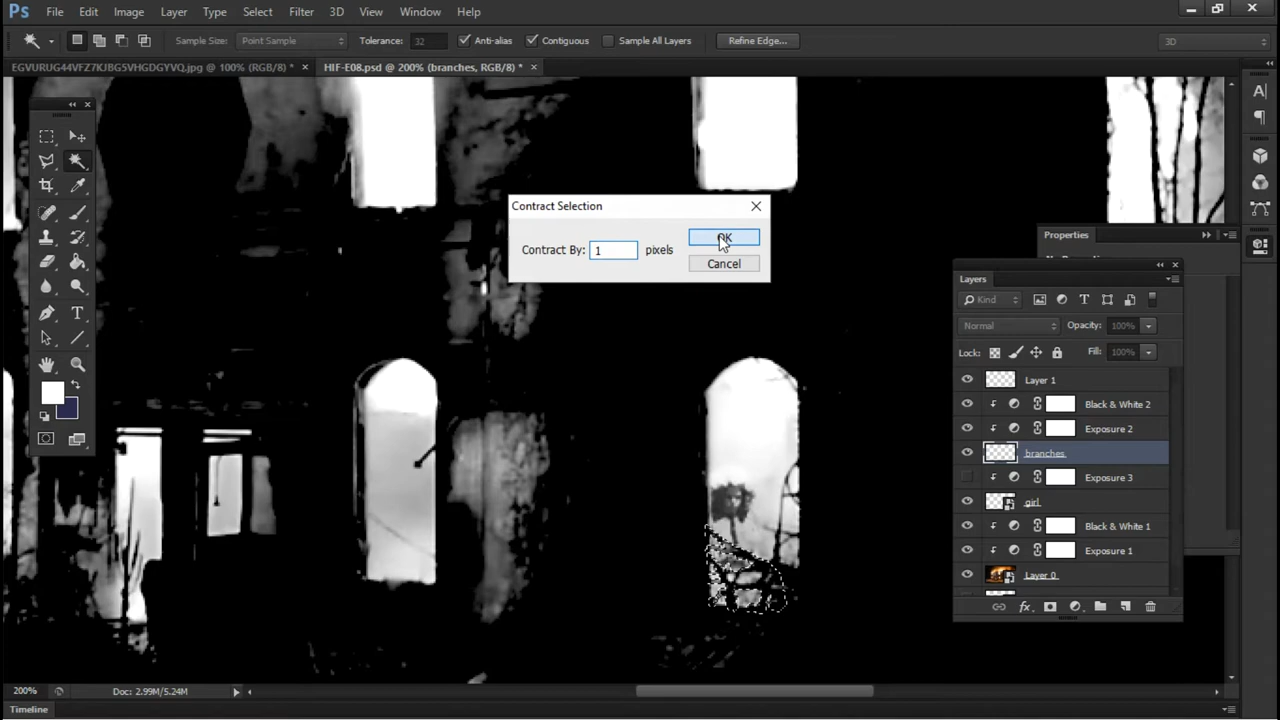 Ps File Edit Image Layer Type Select Filter 3D View Window Help
Sample Size: Point Sample Tolerance: 32 Anti-alias Contiguous Sample All Layers Refine Edge... 3D
EGVURUG44VFZ7KJBG5VHGDGYVQ.jpg @ 100% (RGB/8) * × HIF-E08.psd @ 200% (branches, RGB/8) * ×
Contract Selection
Contract By: 1 pixels
OK
Cancel
Properties
Layers
Kind
Normal Opacity: 100%
Lock: Fill: 100%
Layer 1
Black & White 2
Exposure 2
branches
Exposure 3
girl
Black & White 1
Exposure 1
Layer 0
200% Doc: 2.99M/5.24M
Timeline